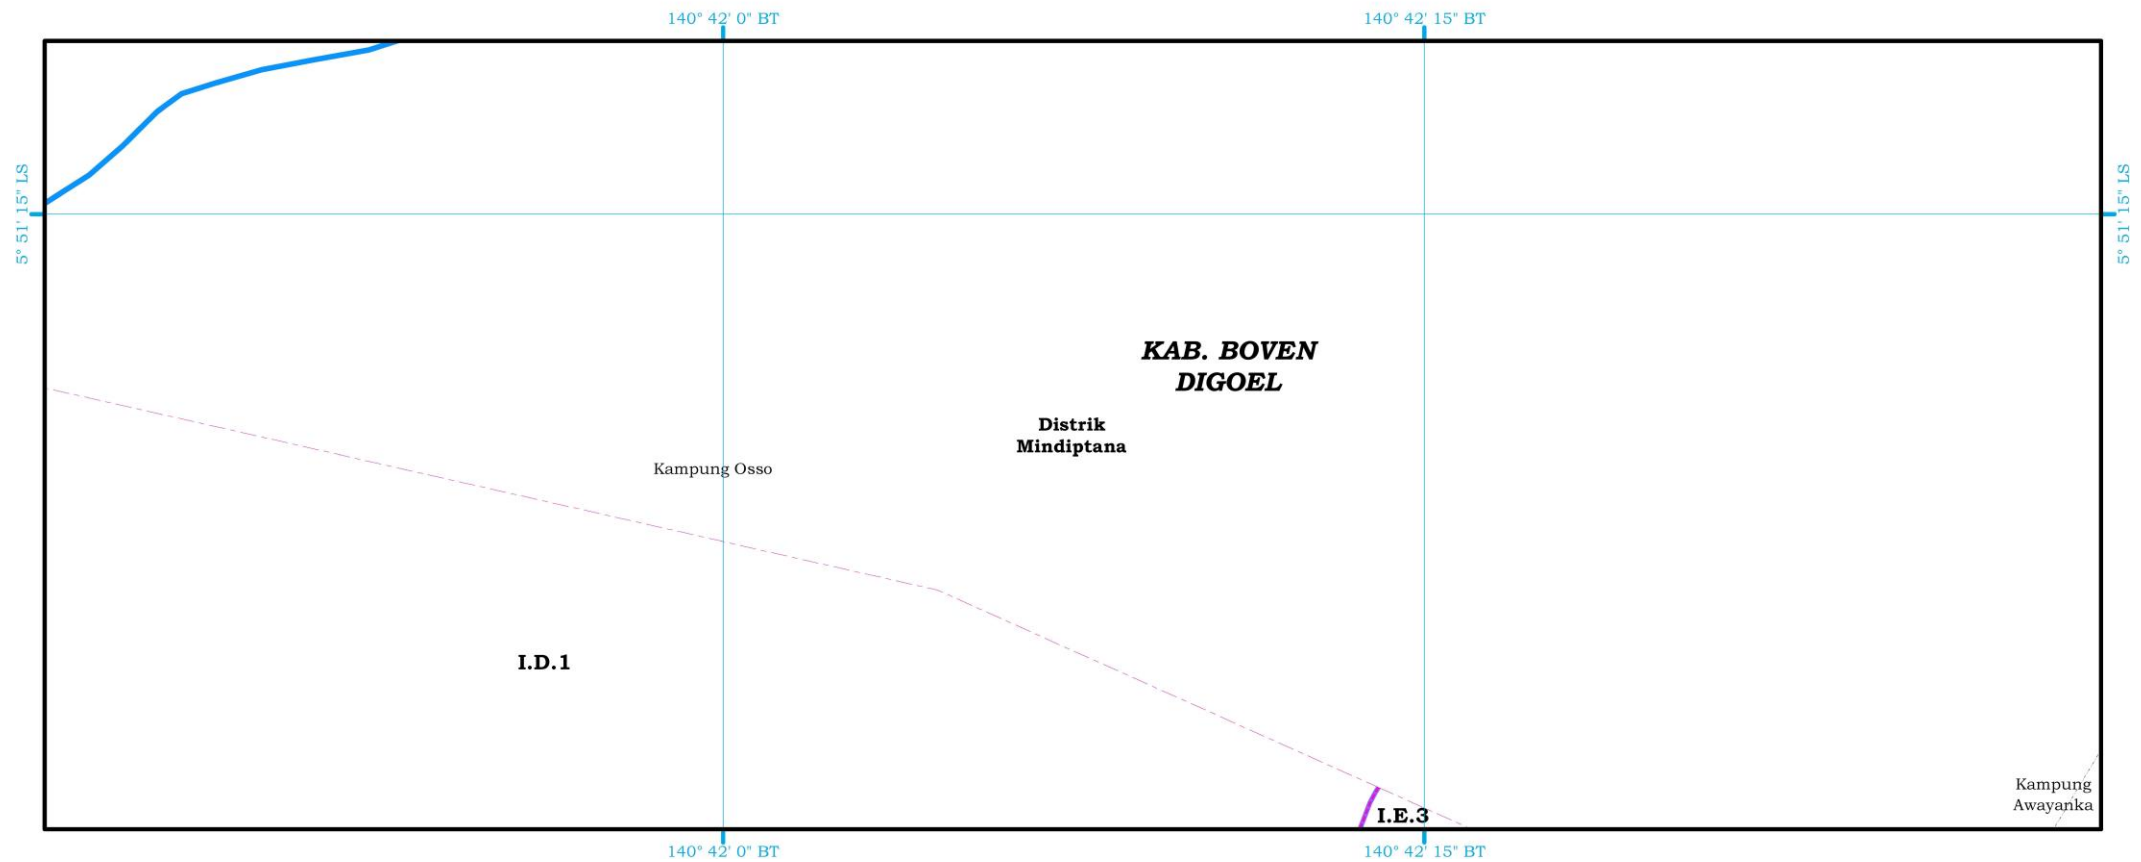 140° 42' 0" BT
140° 42' 15" BT
5° 51' 15" LS
5° 51' 15" LS
KAB. BOVEN
DIGOEL
Distrik
Mindiptana
Kampung Osso
I.D.1
Kampung
Awayanka
I.E.3
140° 42' 0" BT
140° 42' 15" BT